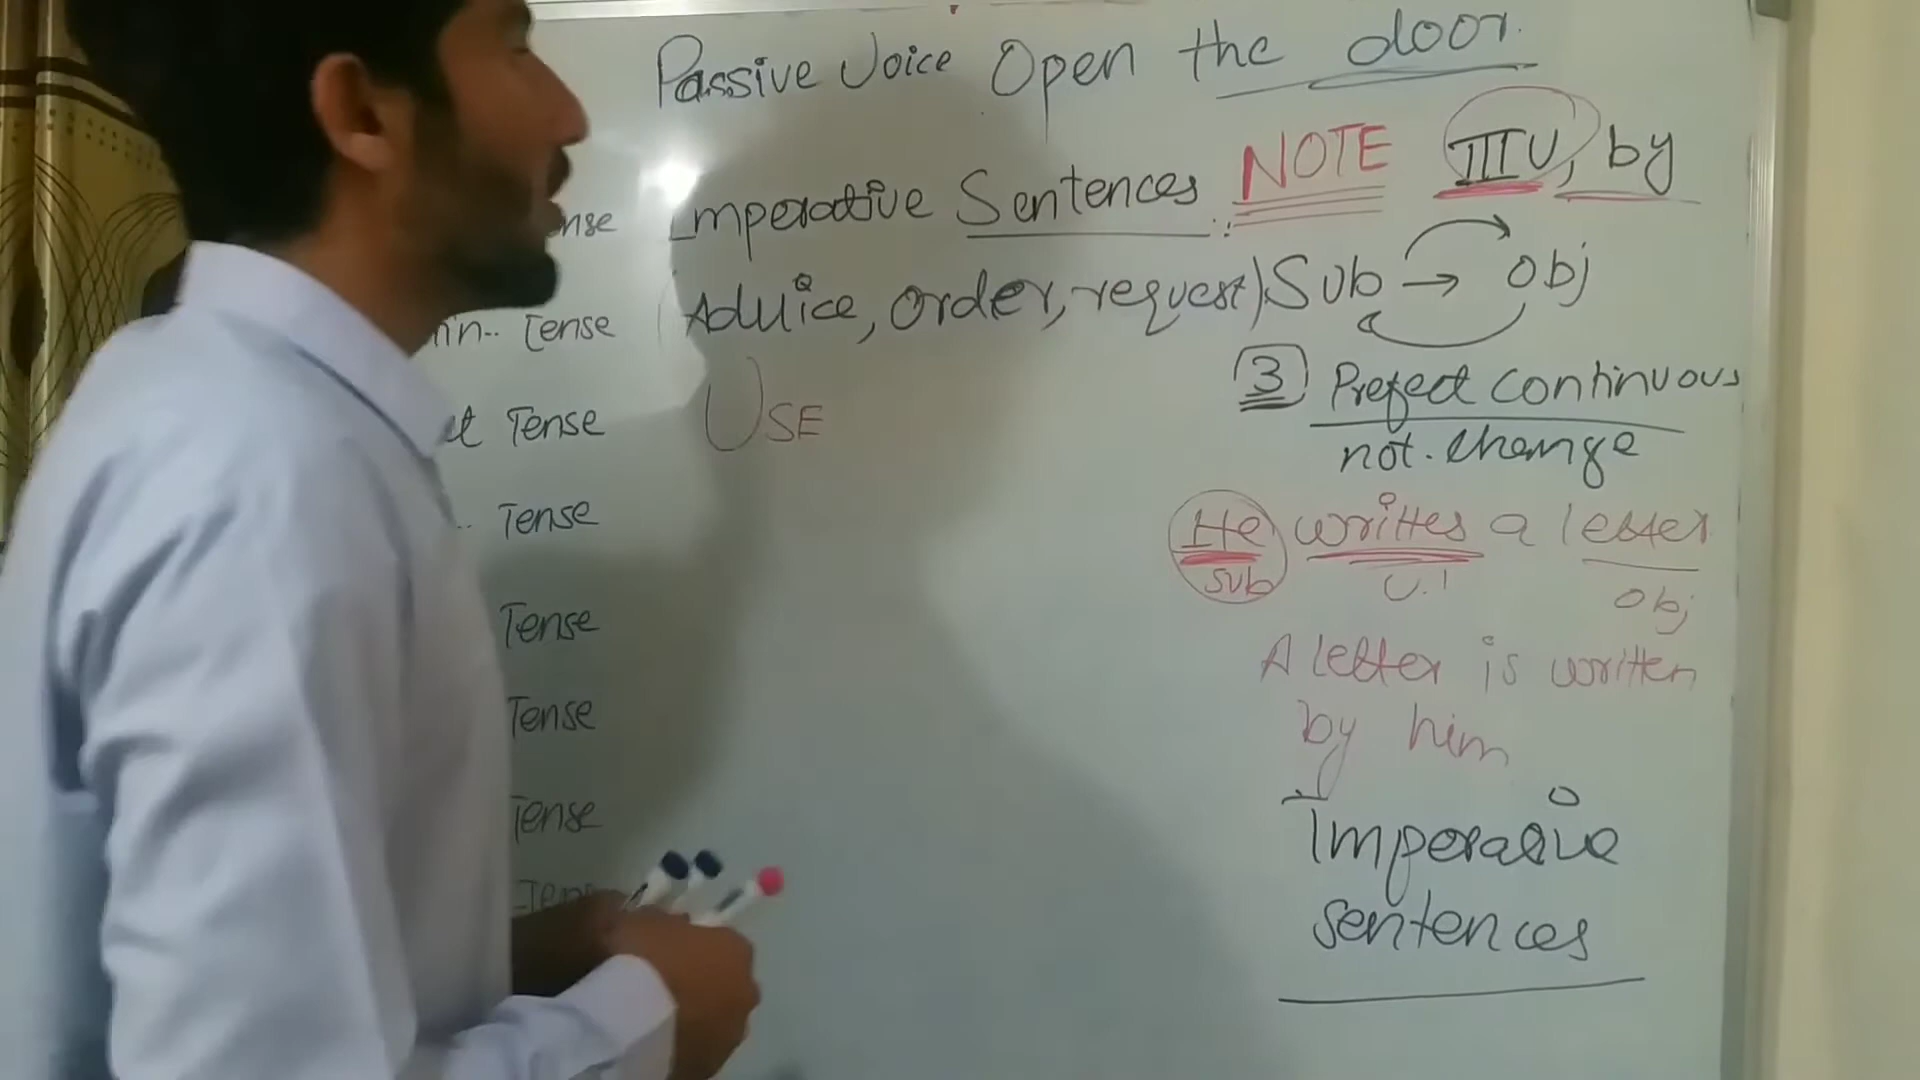 Passive Voice Open the door.
Imperative Sentences:
NOTE IIIV, by
Advice, order, request)
Sub → obj
USE
3 Prefect continuous
not. change
He writtes a letter
Sub V.1 obj
A letter is written
by him
Imperative
sentences
Tense
Tense
Tense
Tense
Tense
Tense